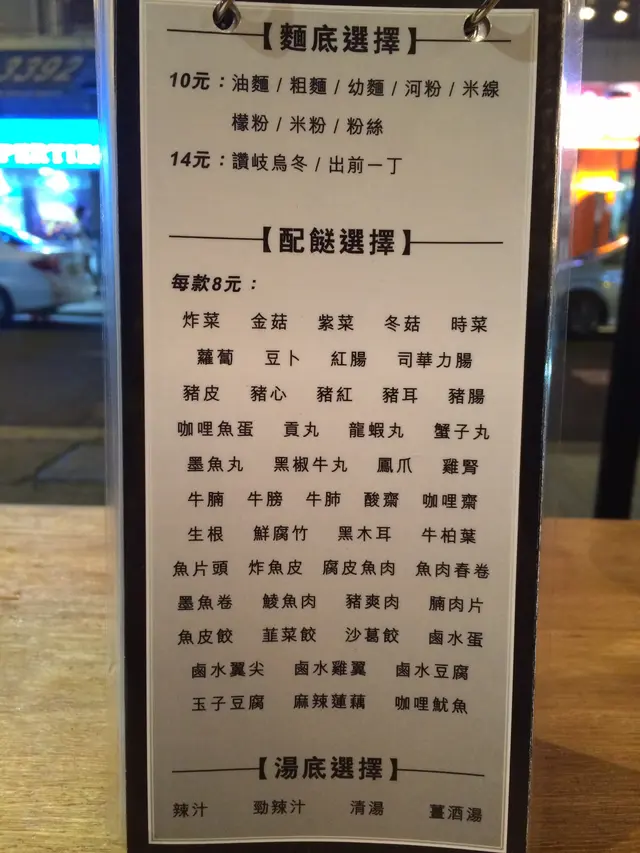 3392
【麵底選擇】
10元：油麵 / 粗麵 / 幼麵 / 河粉 / 米線
檬粉 / 米粉 / 粉絲
14元：讚岐烏冬 / 出前一丁
【配餸選擇】
每款8元：
炸菜 金菇 紫菜 冬菇 時菜
蘿蔔 豆卜 紅腸 司華力腸
豬皮 豬心 豬紅 豬耳 豬腸
咖哩魚蛋 貢丸 龍蝦丸 蟹子丸
墨魚丸 黑椒牛丸 鳳爪 雞腎
牛腩 牛膀 牛肺 酸齋 咖哩齋
生根 鮮腐竹 黑木耳 牛柏葉
魚片頭 炸魚皮 腐皮魚肉 魚肉春卷
墨魚卷 鯪魚肉 豬爽肉 腩肉片
魚皮餃 韮菜餃 沙葛餃 鹵水蛋
鹵水翼尖 鹵水雞翼 鹵水豆腐
玉子豆腐 麻辣蓮藕 咖哩魷魚
【湯底選擇】
辣汁 勁辣汁 清湯 薑酒湯